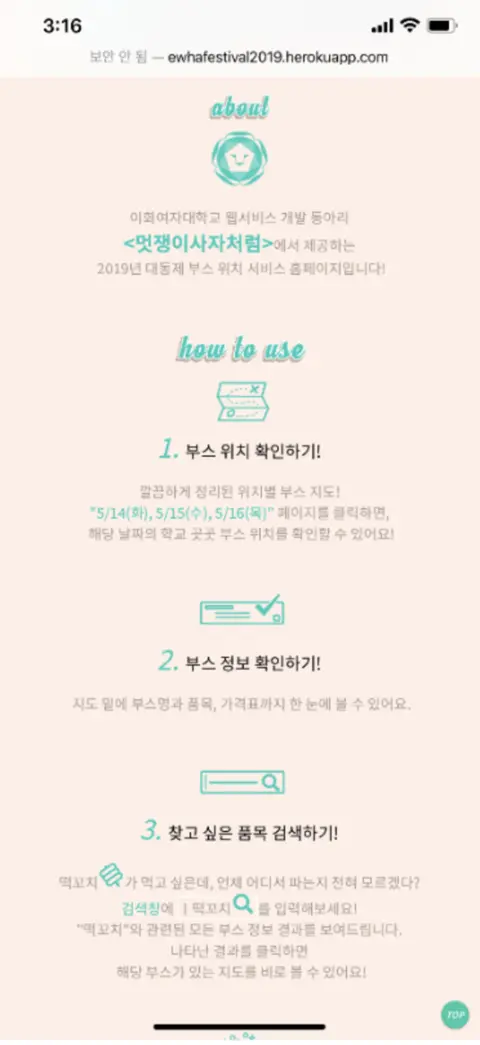 3:16
보안 안 됨 — ewhafestival2019.herokuapp.com
about
이화여자대학교 웹서비스 개발 동아리
<멋쟁이사자처럼>에서 제공하는
2019년 대동제 부스 위치 서비스 홈페이지입니다!
how to use
1. 부스 위치 확인하기!
깔끔하게 정리된 위치별 부스 지도!
"5/14(화), 5/15(수), 5/16(목)" 페이지를 클릭하면,
해당 날짜의 학교 곳곳 부스 위치를 확인할 수 있어요!
2. 부스 정보 확인하기!
지도 밑에 부스명과 품목, 가격표까지 한 눈에 볼 수 있어요.
3. 찾고 싶은 품목 검색하기!
떡꼬치가 먹고 싶은데, 언제 어디서 파는지 전혀 모르겠다?
검색창에 | 떡꼬치 를 입력해보세요!
"떡꼬치"와 관련된 모든 부스 정보 결과를 보여드립니다.
나타난 결과를 클릭하면
해당 부스가 있는 지도를 바로 볼 수 있어요!
TOP